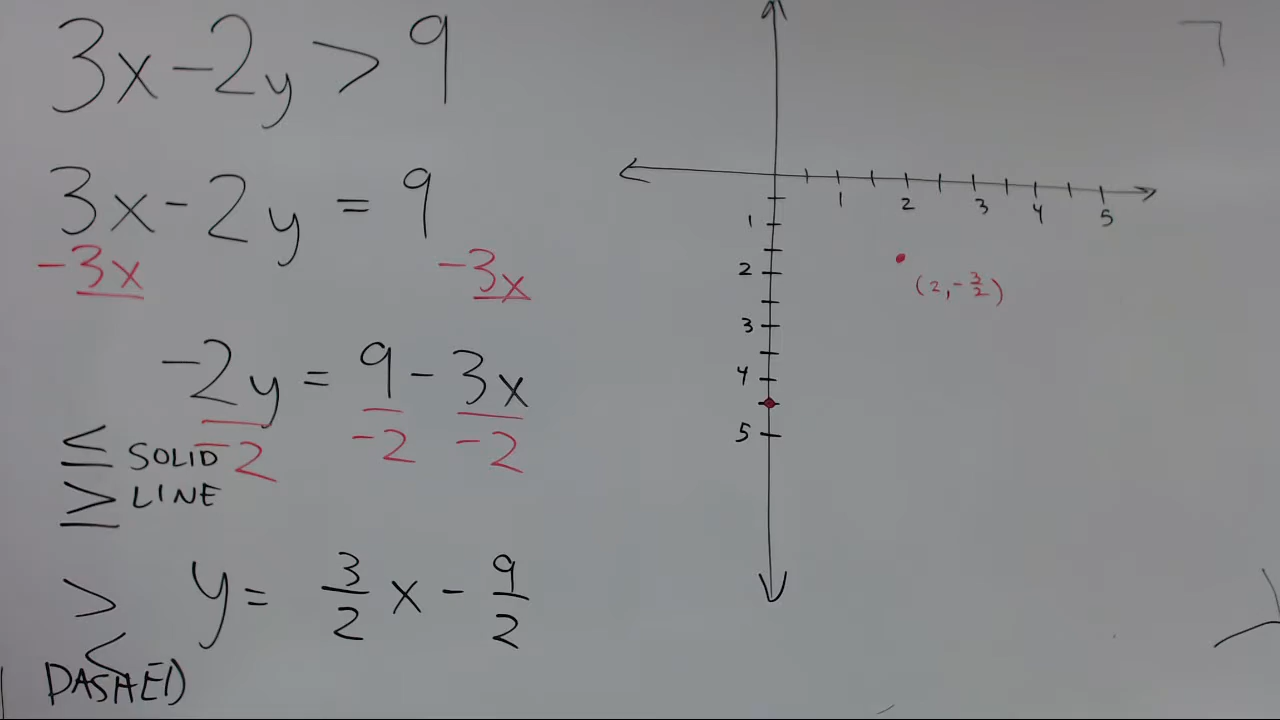 3x-2y>9
3x-2y=9
-3x -3x
-2y=9-3x
-2 -2 -2
≤ SOLID
≥ LINE
> y= 3/2 x - 9/2
<
DASHED
1 2 3 4 5
1
2
3
4
5
(2,-3/2)